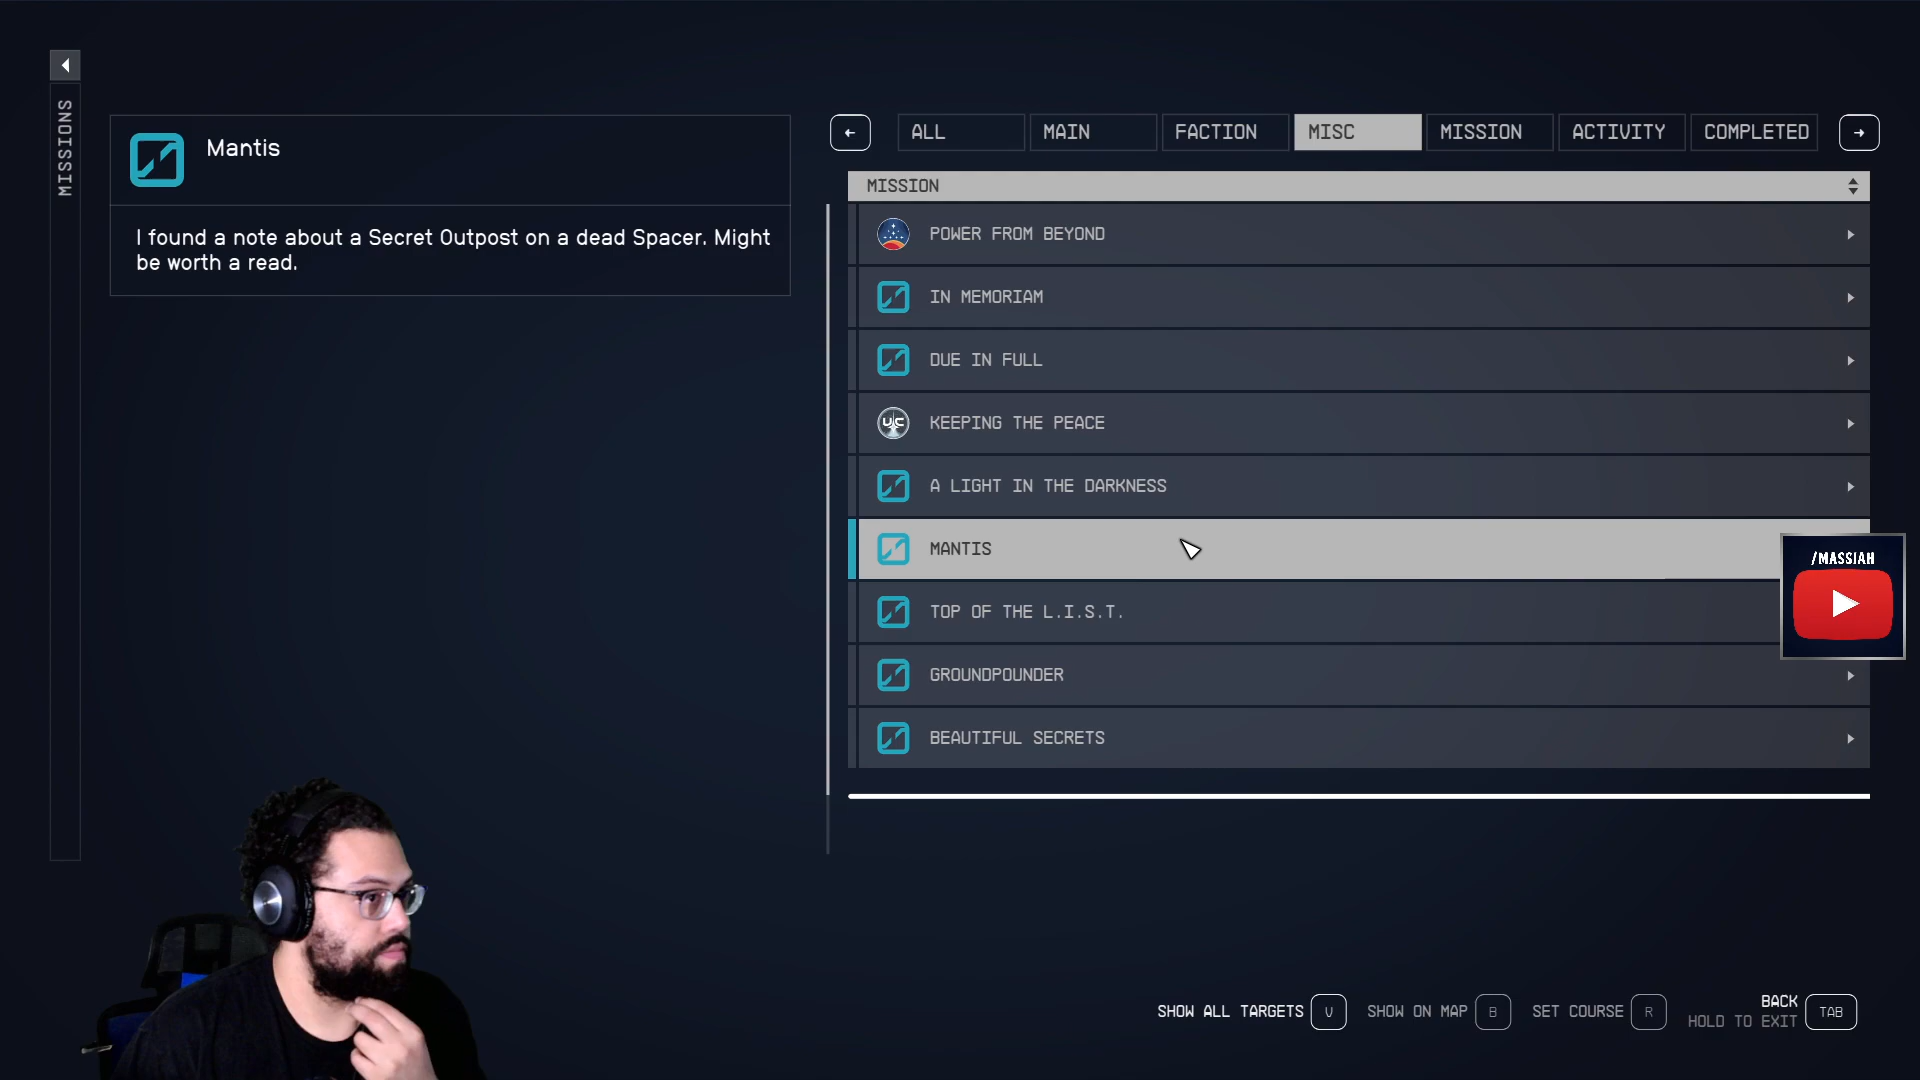 MISSIONS
Mantis
I found a note about a Secret Outpost on a dead Spacer. Might
be worth a read.
ALL
MAIN
FACTION
MISC
MISSION
ACTIVITY
COMPLETED
MISSION
POWER FROM BEYOND
IN MEMORIAM
DUE IN FULL
UC
KEEPING THE PEACE
A LIGHT IN THE DARKNESS
MANTIS
/MASSIAH
TOP OF THE L.I.S.T.
GROUNDPOUNDER
BEAUTIFUL SECRETS
SHOW ALL TARGETS V
SHOW ON MAP B
SET COURSE R
BACK
HOLD TO EXIT
TAB